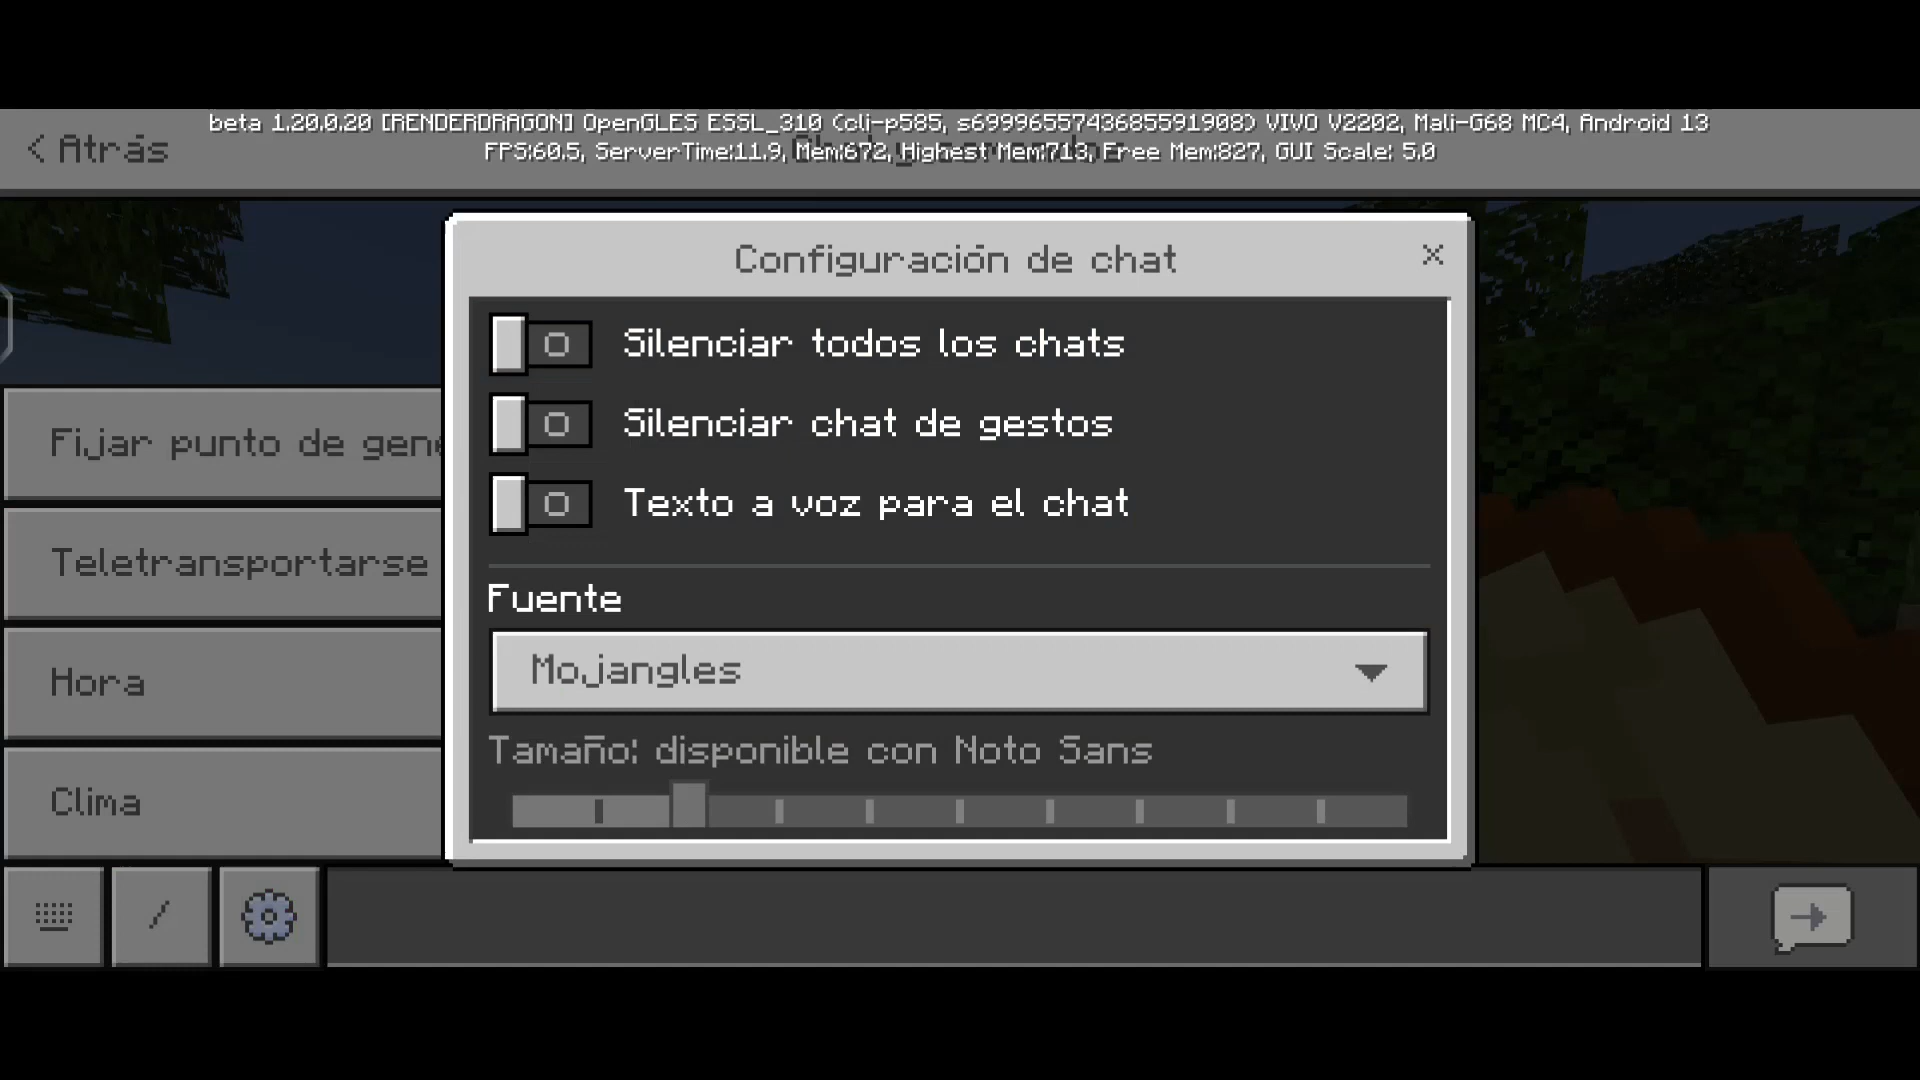 beta 1.20.0.20 [RENDERDRAGON] OpenGLES ESSL_310 (cli-p585, s69996557436855591908) VIVO V2202, Mali-G68 MC4, Android 13
FPS:60.5, ServerTime:11.9, Mem:672, Highest Mem:713, Free Mem:827, GUI Scale: 5.0
< Atrás
Configuración de chat
Silenciar todos los chats
Silenciar chat de gestos
Texto a voz para el chat
Fuente
Mojangles
Tamaño: disponible con Noto Sans
Fijar punto de gene
Teletransportarse
Hora
Clima
/